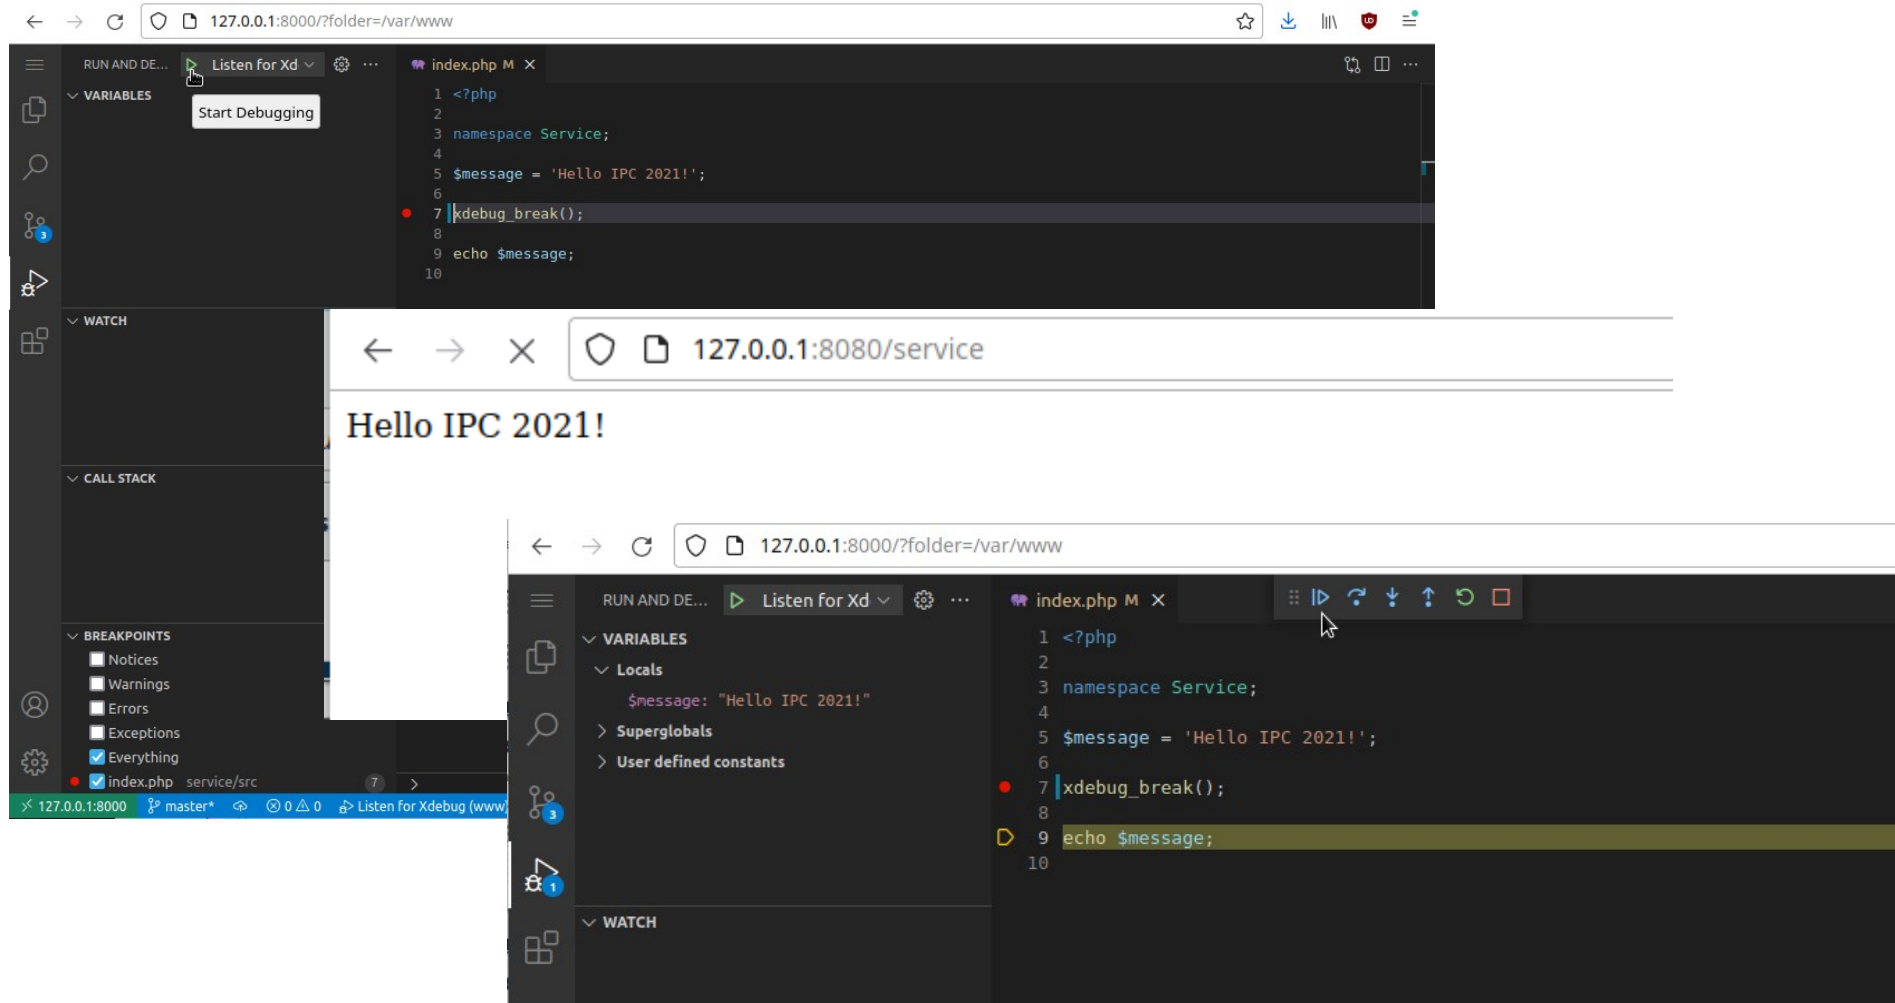 127.0.0.1:8000/?folder=/var/www
RUN AND DE...
Listen for Xd
index.php M
VARIABLES
Start Debugging
1 <?php
2
3 namespace Service;
4
5 $message = 'Hello IPC 2021!';
6
7 xdebug_break();
8
9 echo $message;
10
3
WATCH
CALL STACK
BREAKPOINTS
Notices
Warnings
Errors
Exceptions
Everything
index.php service/src 7
127.0.0.1:8000 master* 0 0 Listen for Xdebug (www)
127.0.0.1:8080/service
Hello IPC 2021!
127.0.0.1:8000/?folder=/var/www
RUN AND DE...
Listen for Xd
index.php M
VARIABLES
Locals
$message: "Hello IPC 2021!"
Superglobals
User defined constants
1 <?php
2
3 namespace Service;
4
5 $message = 'Hello IPC 2021!';
6
7 xdebug_break();
8
9 echo $message;
10
3
1
WATCH